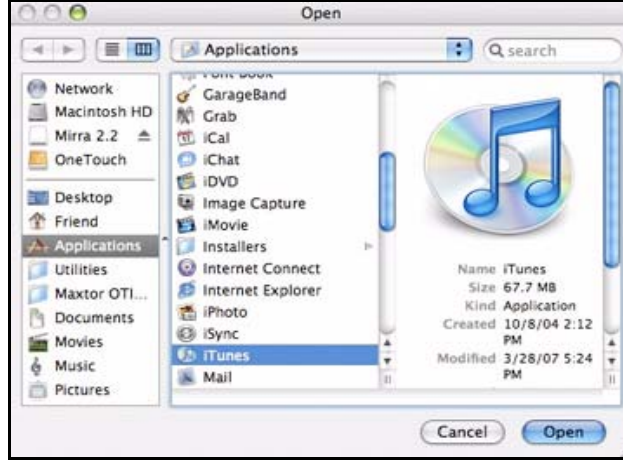 Open
Applications
search
Network
Macintosh HD
Mirra 2.2
OneTouch
Desktop
Friend
Applications
Utilities
Maxtor OTI...
Documents
Movies
Music
Pictures
Font Book
GarageBand
Grab
iCal
iChat
iDVD
Image Capture
iMovie
Installers
Internet Connect
Internet Explorer
iPhoto
iSync
iTunes
Mail
Name iTunes
Size 67.7 MB
Kind Application
Created 10/8/04 2:12
PM
Modified 3/28/07 5:24
PM
Cancel
Open